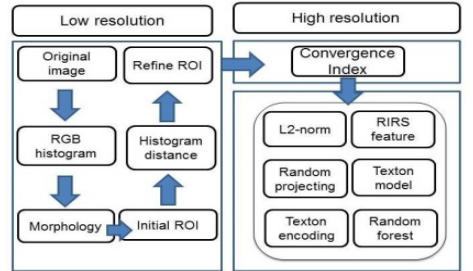 Low resolution
High resolution
Original
image
Refine ROI
Convergence
Index
RGB
histogram
Histogram
distance
L2-norm
RIRS
feature
Random
projecting
Texton
model
Morphology
Initial ROI
Texton
encoding
Random
forest